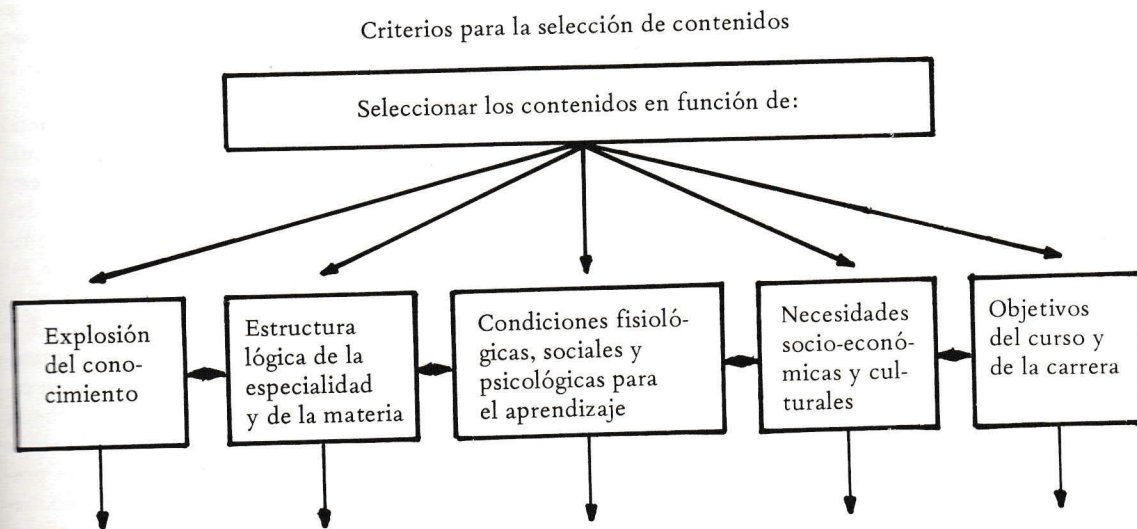 Criterios para la selección de contenidos
Seleccionar los contenidos en función de:
Explosión
del cono-
cimiento
Estructura
lógica de la
especialidad
y de la materia
Condiciones fisioló-
gicas, sociales y
psicológicas para
el aprendizaje
Necesidades
socio-econó-
micas y cul-
turales
Objetivos
del curso y
de la carrera